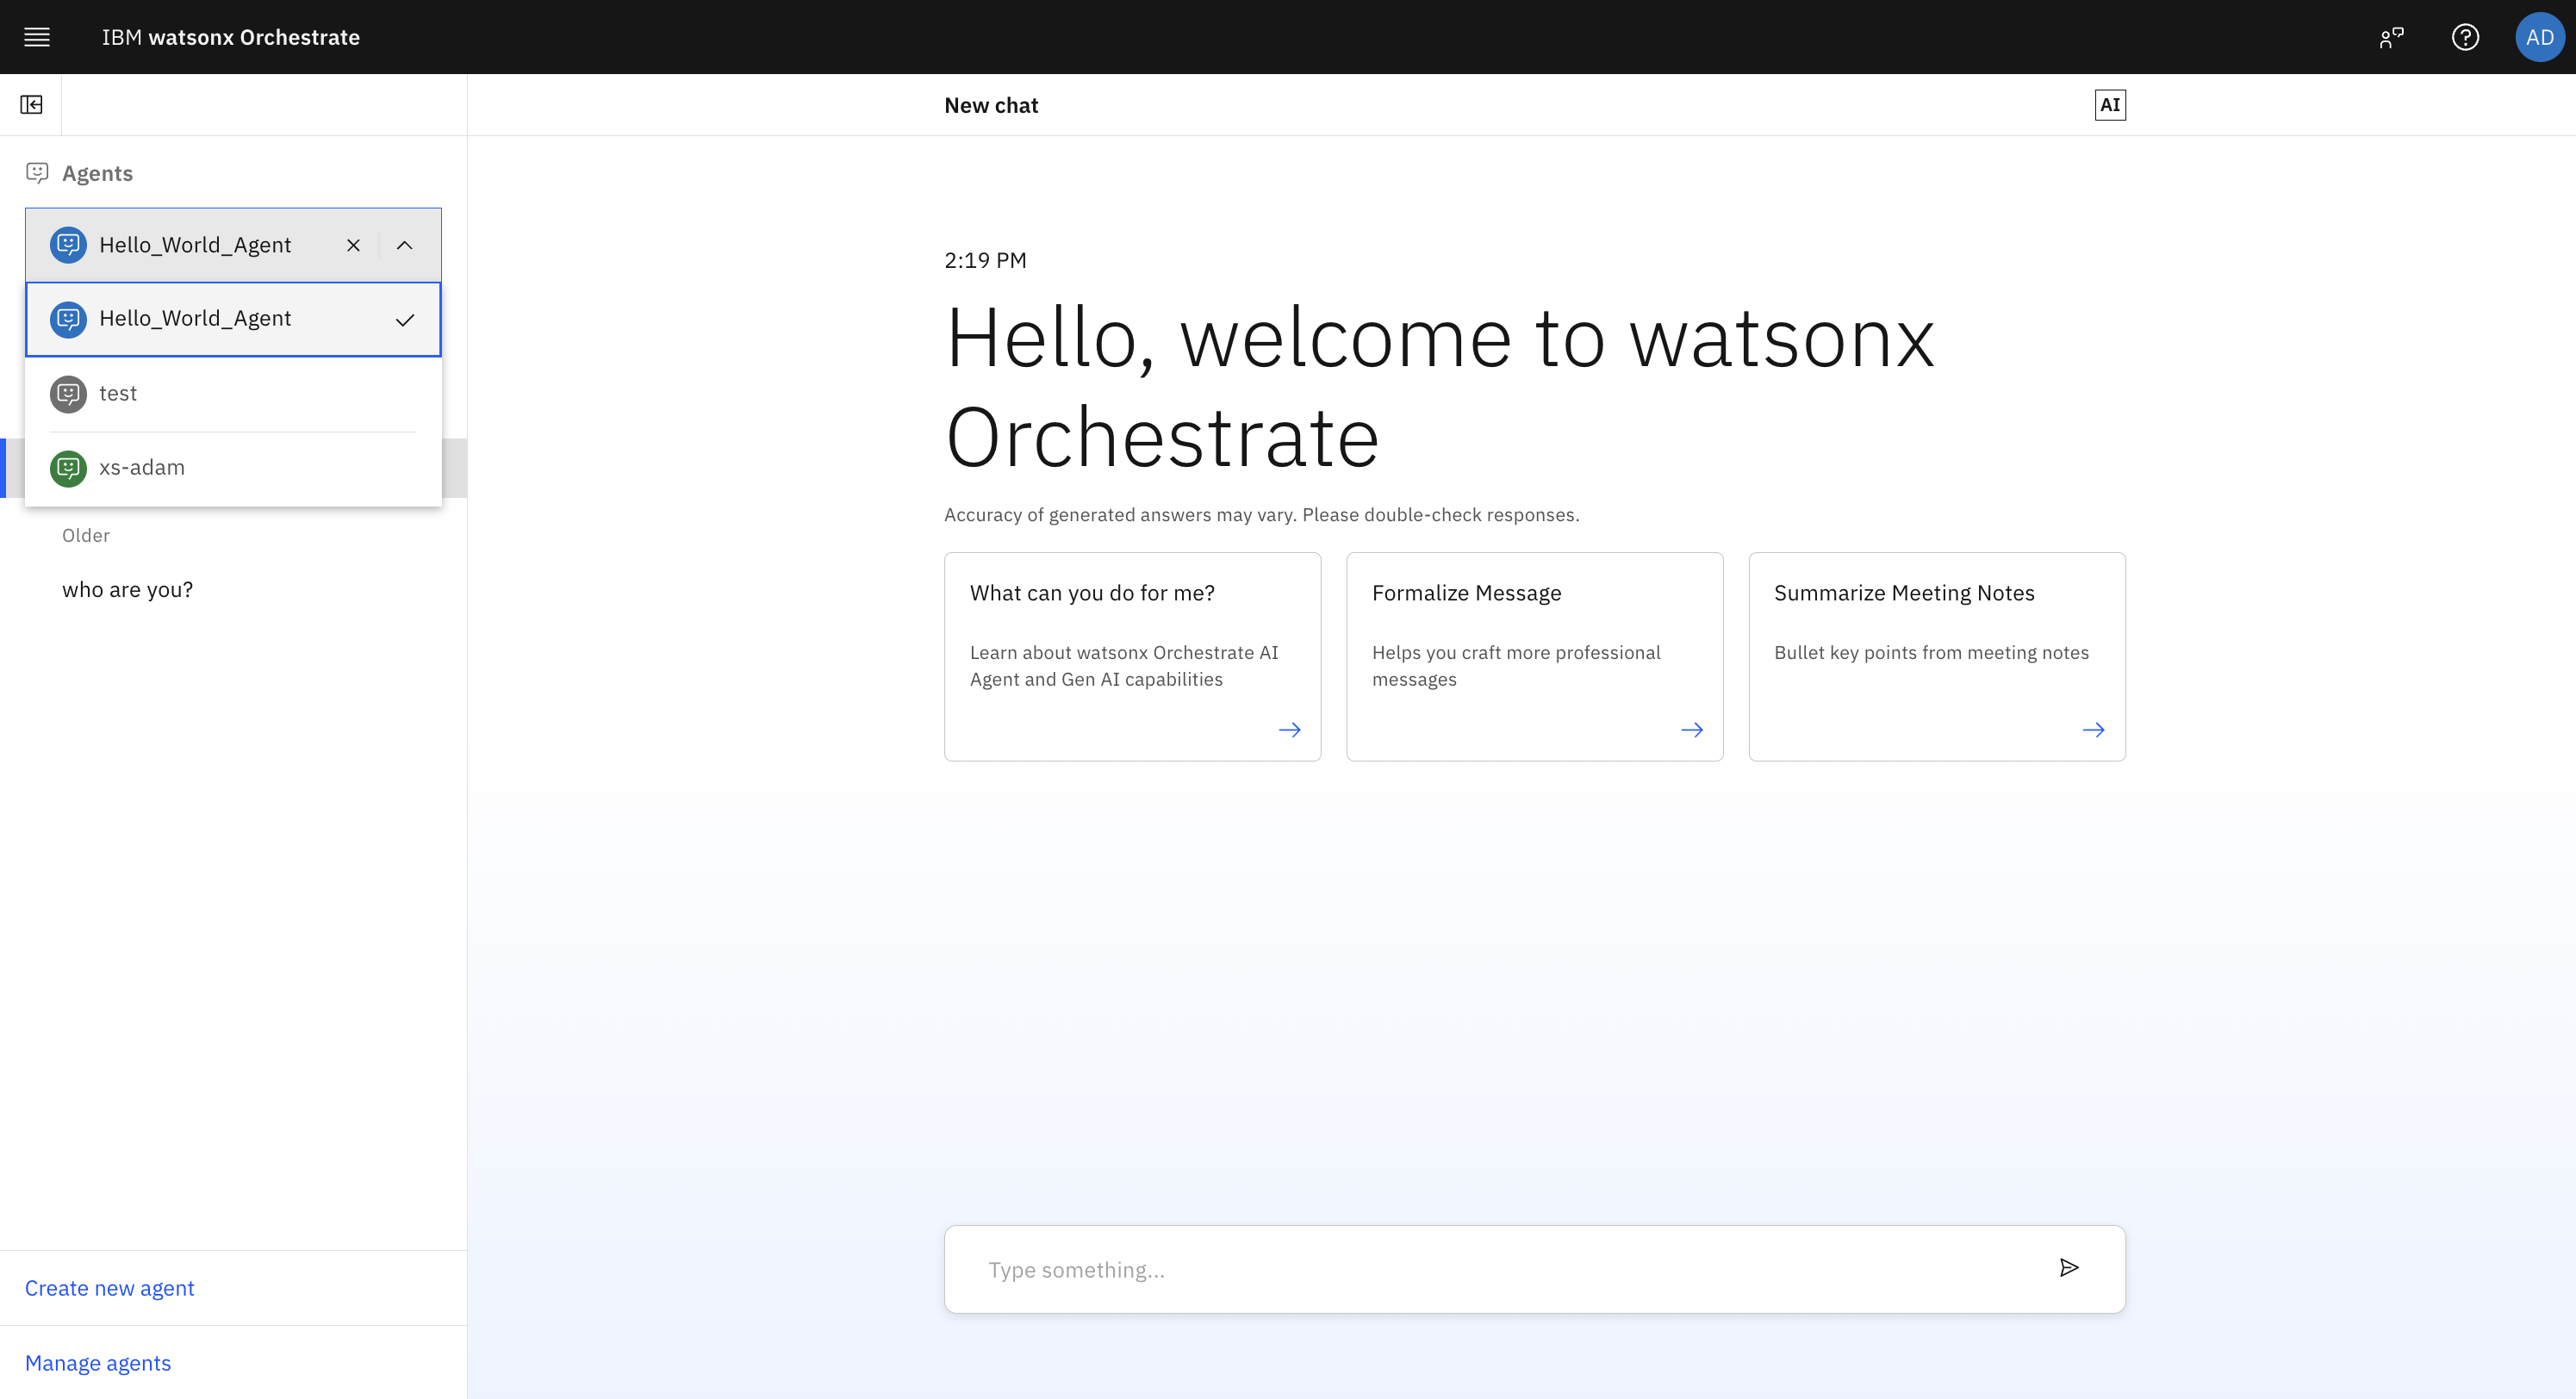 IBM watsonx Orchestrate
AD
New chat
AI
Agents
Hello_World_Agent
Hello_World_Agent
test
xs-adam
Older
who are you?
Create new agent
Manage agents
2:19 PM
Hello, welcome to watsonx
Orchestrate
Accuracy of generated answers may vary. Please double-check responses.
What can you do for me?
Learn about watsonx Orchestrate AI
Agent and Gen AI capabilities
Formalize Message
Helps you craft more professional
messages
Summarize Meeting Notes
Bullet key points from meeting notes
Type something...